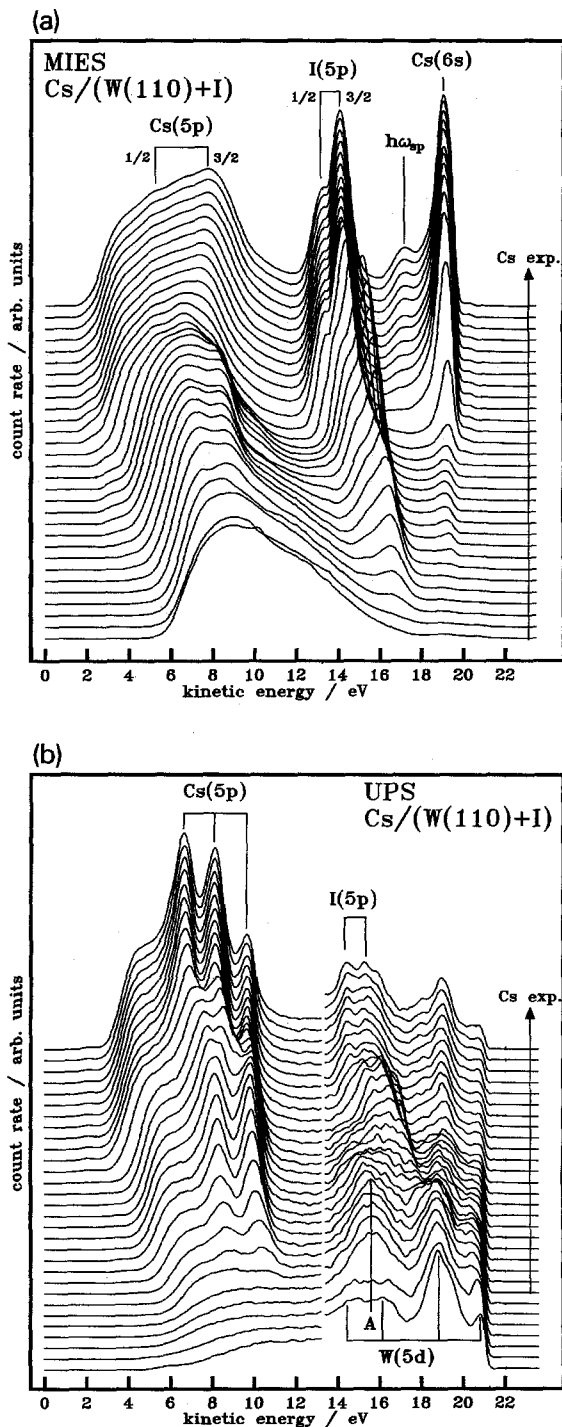 (a)
MIES
Cs/(W(110)+I)
Cs(5p)
1/2 3/2
I(5p)
1/2 3/2
Cs(6s)
ħω_sp
Cs exp.
count rate / arb. units
0 2 4 6 8 10 12 14 16 18 20 22
kinetic energy / eV
(b)
Cs(5p)
UPS
Cs/(W(110)+I)
I(5p)
Cs exp.
count rate / arb. units
A
W(5d)
0 2 4 6 8 10 12 14 16 18 20 22
kinetic energy / eV